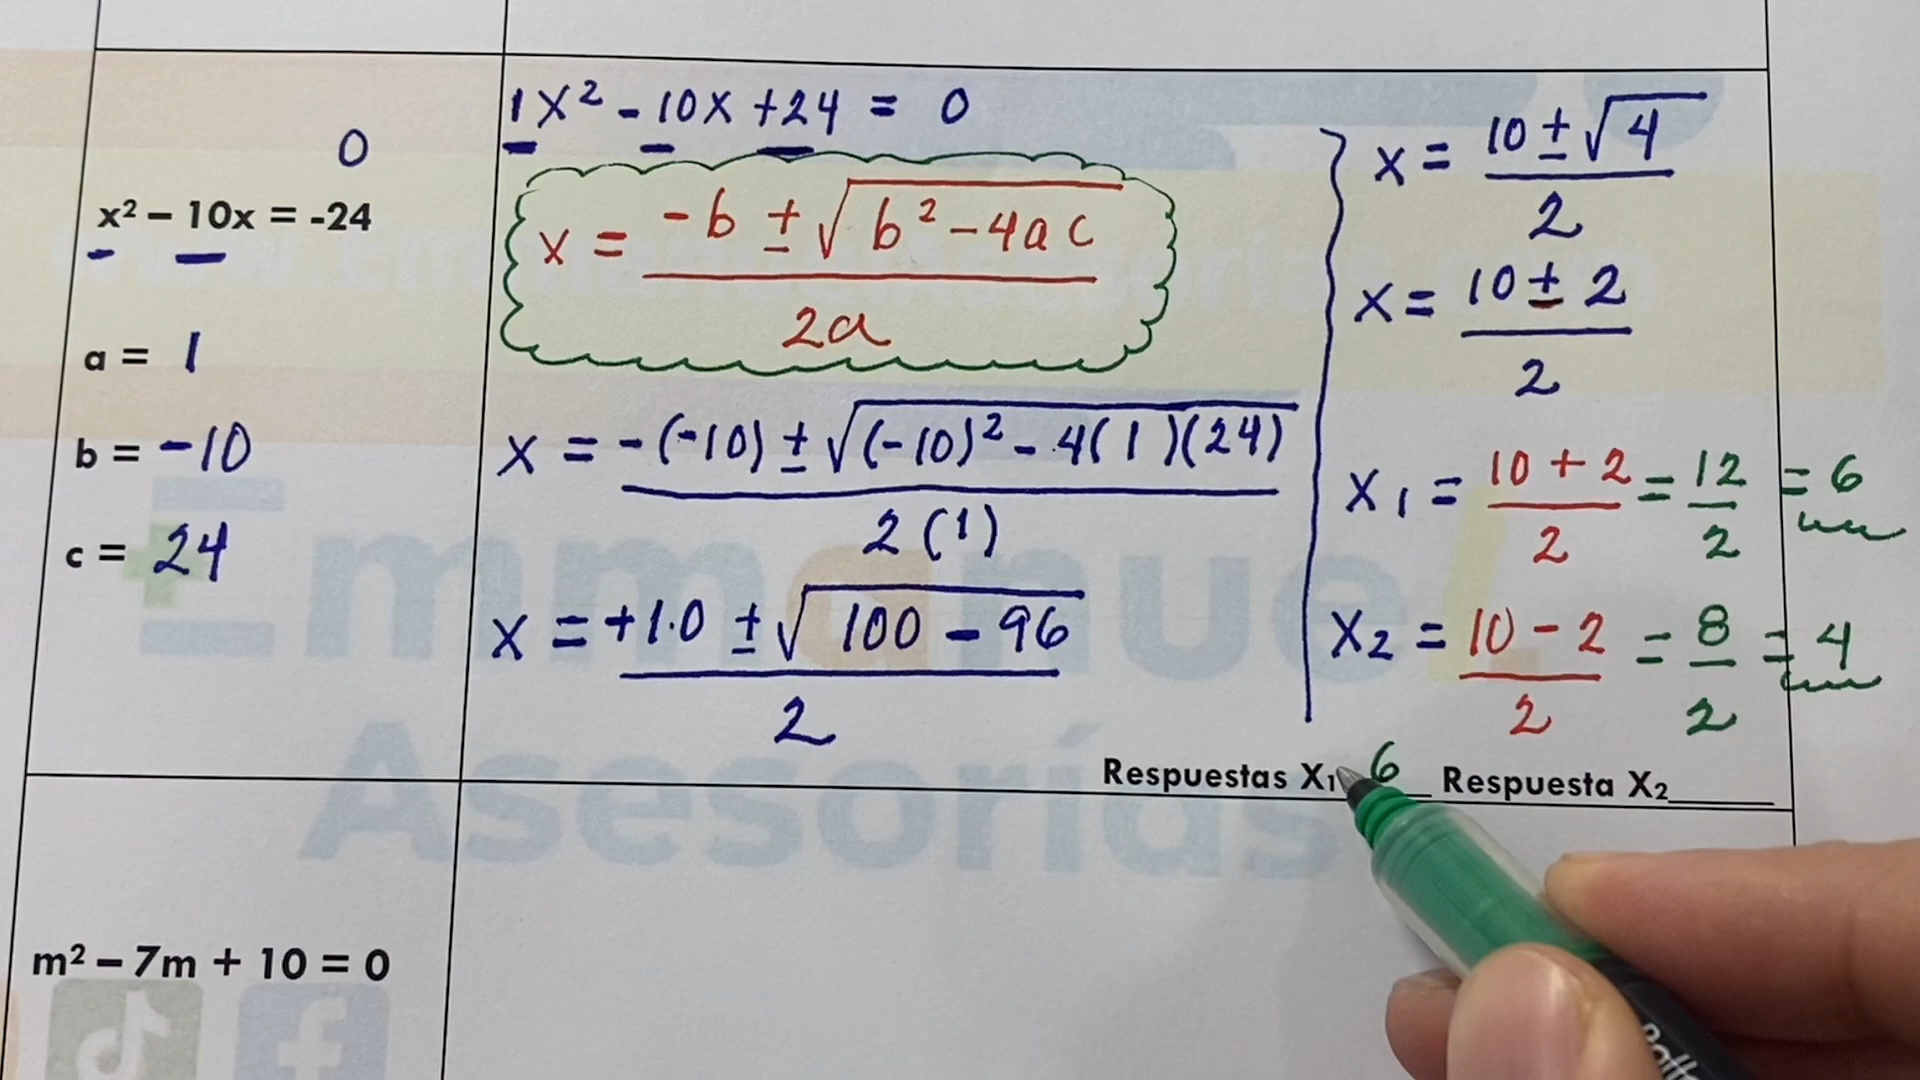 0
x² – 10x = -24
a = 1
b = -10
c = 24
1x² - 10x + 24 = 0
x = -b ± √b² - 4ac / 2a
x = -(-10) ± √(-10)² - 4(1)(24) / 2(1)
x = +10 ± √100 - 96 / 2
x = 10 ± √4 / 2
x = 10 ± 2 / 2
X₁ = 10 + 2 / 2 = 12 / 2 = 6
X₂ = 10 - 2 / 2 = 8 / 2 = 4
Respuestas X₁ 6 Respuesta X₂
m² – 7m + 10 = 0
Emmanuel
Asesorías